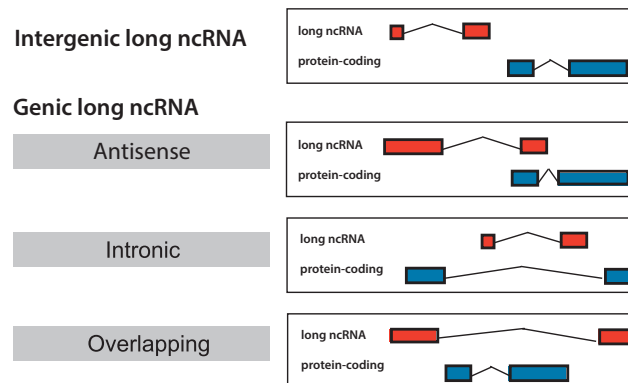 Intergenic long ncRNA
long ncRNA
protein-coding
Genic long ncRNA
Antisense
long ncRNA
protein-coding
Intronic
long ncRNA
protein-coding
Overlapping
long ncRNA
protein-coding